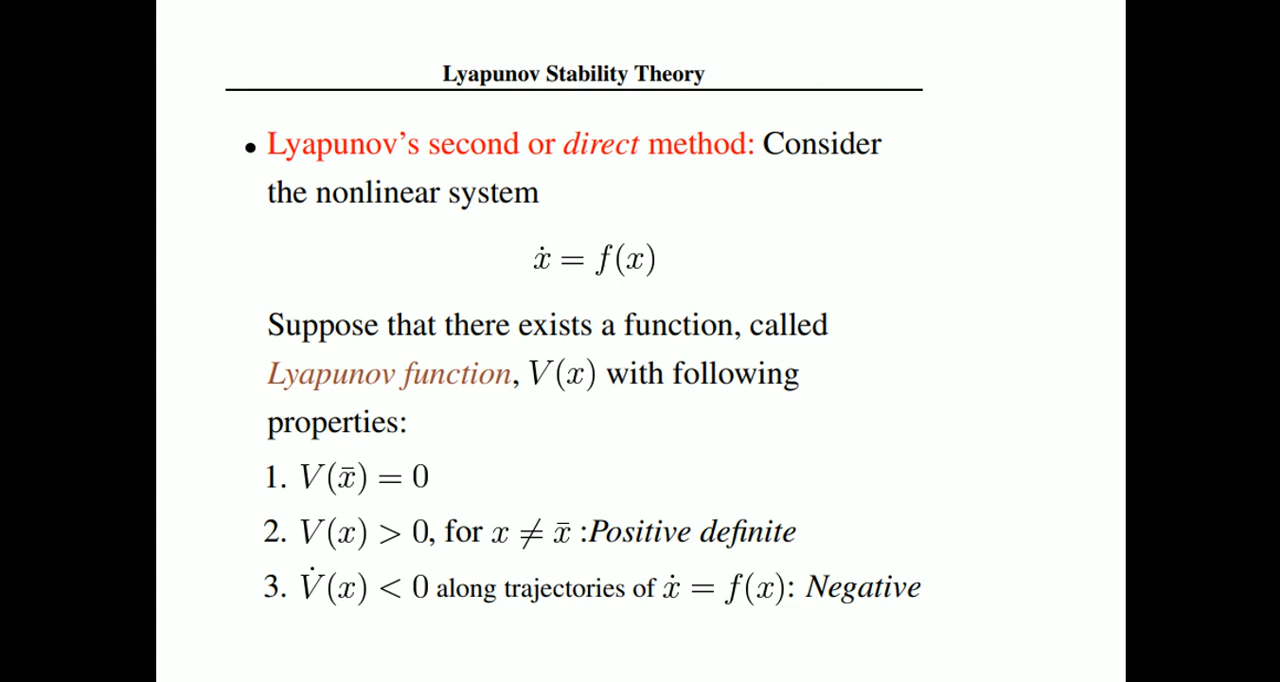 Lyapunov Stability Theory
• Lyapunov’s second or direct method: Consider
the nonlinear system
ẋ = f(x)
Suppose that there exists a function, called
Lyapunov function, V(x) with following
properties:
1. V(x̄) = 0
2. V(x) > 0, for x ≠ x̄ :Positive definite
3. V̇(x) < 0 along trajectories of ẋ = f(x): Negative